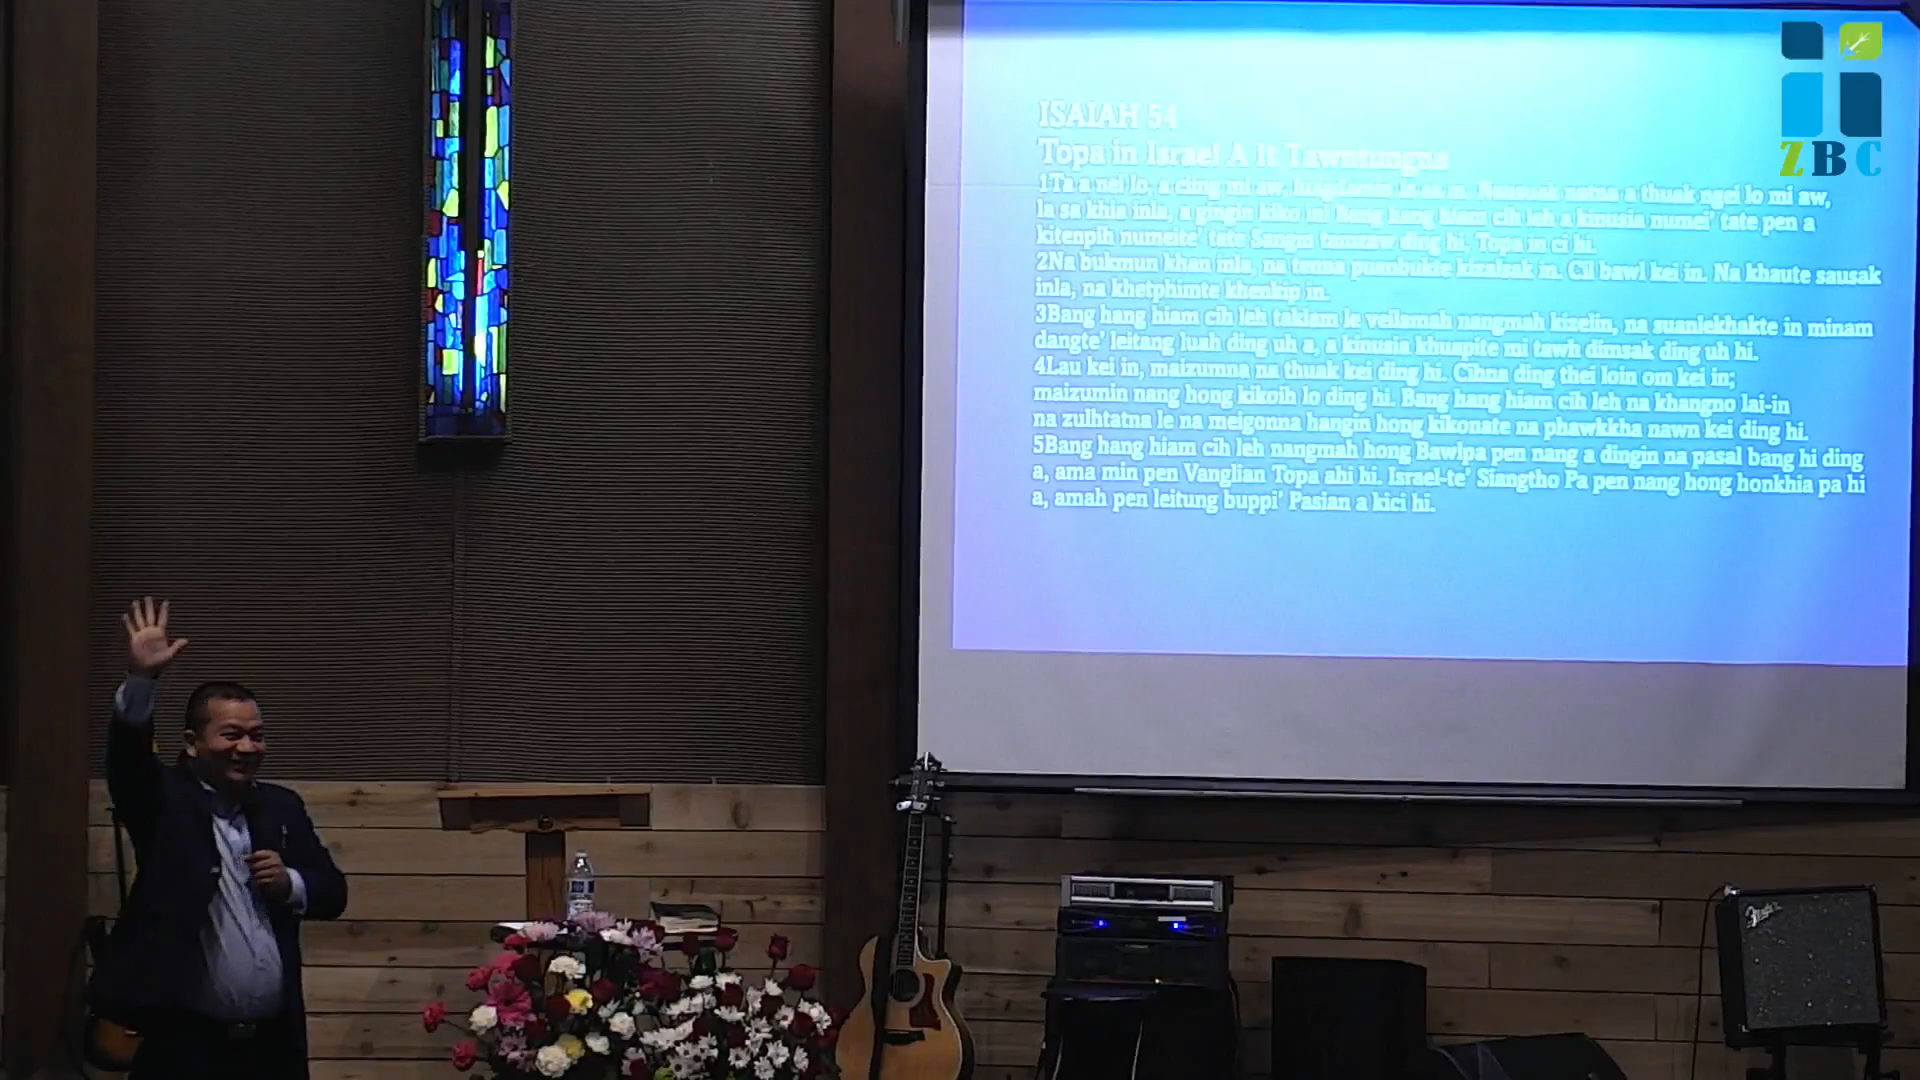 ISAIAH 54
Topa in Israel A It Tawntungna
1Ta a nei lo, a ciing mi aw, la sa in. Nausuak natna a thuak ngei lo mi aw,
la sa khia inla, a gingin kiko in! Bang hang hiam cih leh a kinusia numei' tate pen a
kitenpih numeite' tate Sangin tamzaw ding hi, Topa in ci hi.
2Na bukmun khan inla, na tenna puanbukte kizaisak in. Cil bawl kei in. Na khaute sausak
inla, na khetphimte khenkip in.
3Bang hang hiam cih leh taklam le veilamah nangmah kizelin, na suanlekhakte in minam
dangte' leitang luah ding uh a, a kinusia khuapite mi tawh dimsak ding uh hi.
4Lau kei in, maizumna na thuak kei ding hi. Cihna ding thei loin om kei in;
maizumin nang hong kikoih lo ding hi. Bang hang hiam cih leh na khangno lai-in
na zulhtatna le na meigonna hangin hong kikonate na phawkkha nawn kei ding hi.
5Bang hang hiam cih leh nangmah hong Bawlpa pen nang a dingin na pasal bang hi ding
a, ama min pen Vanglian Topa ahi hi. Israel-te' Siangtho Pa pen nang hong honkhia pa hi
a, amah pen leitung buppi' Pasian a kici hi.
ZBC
Fender